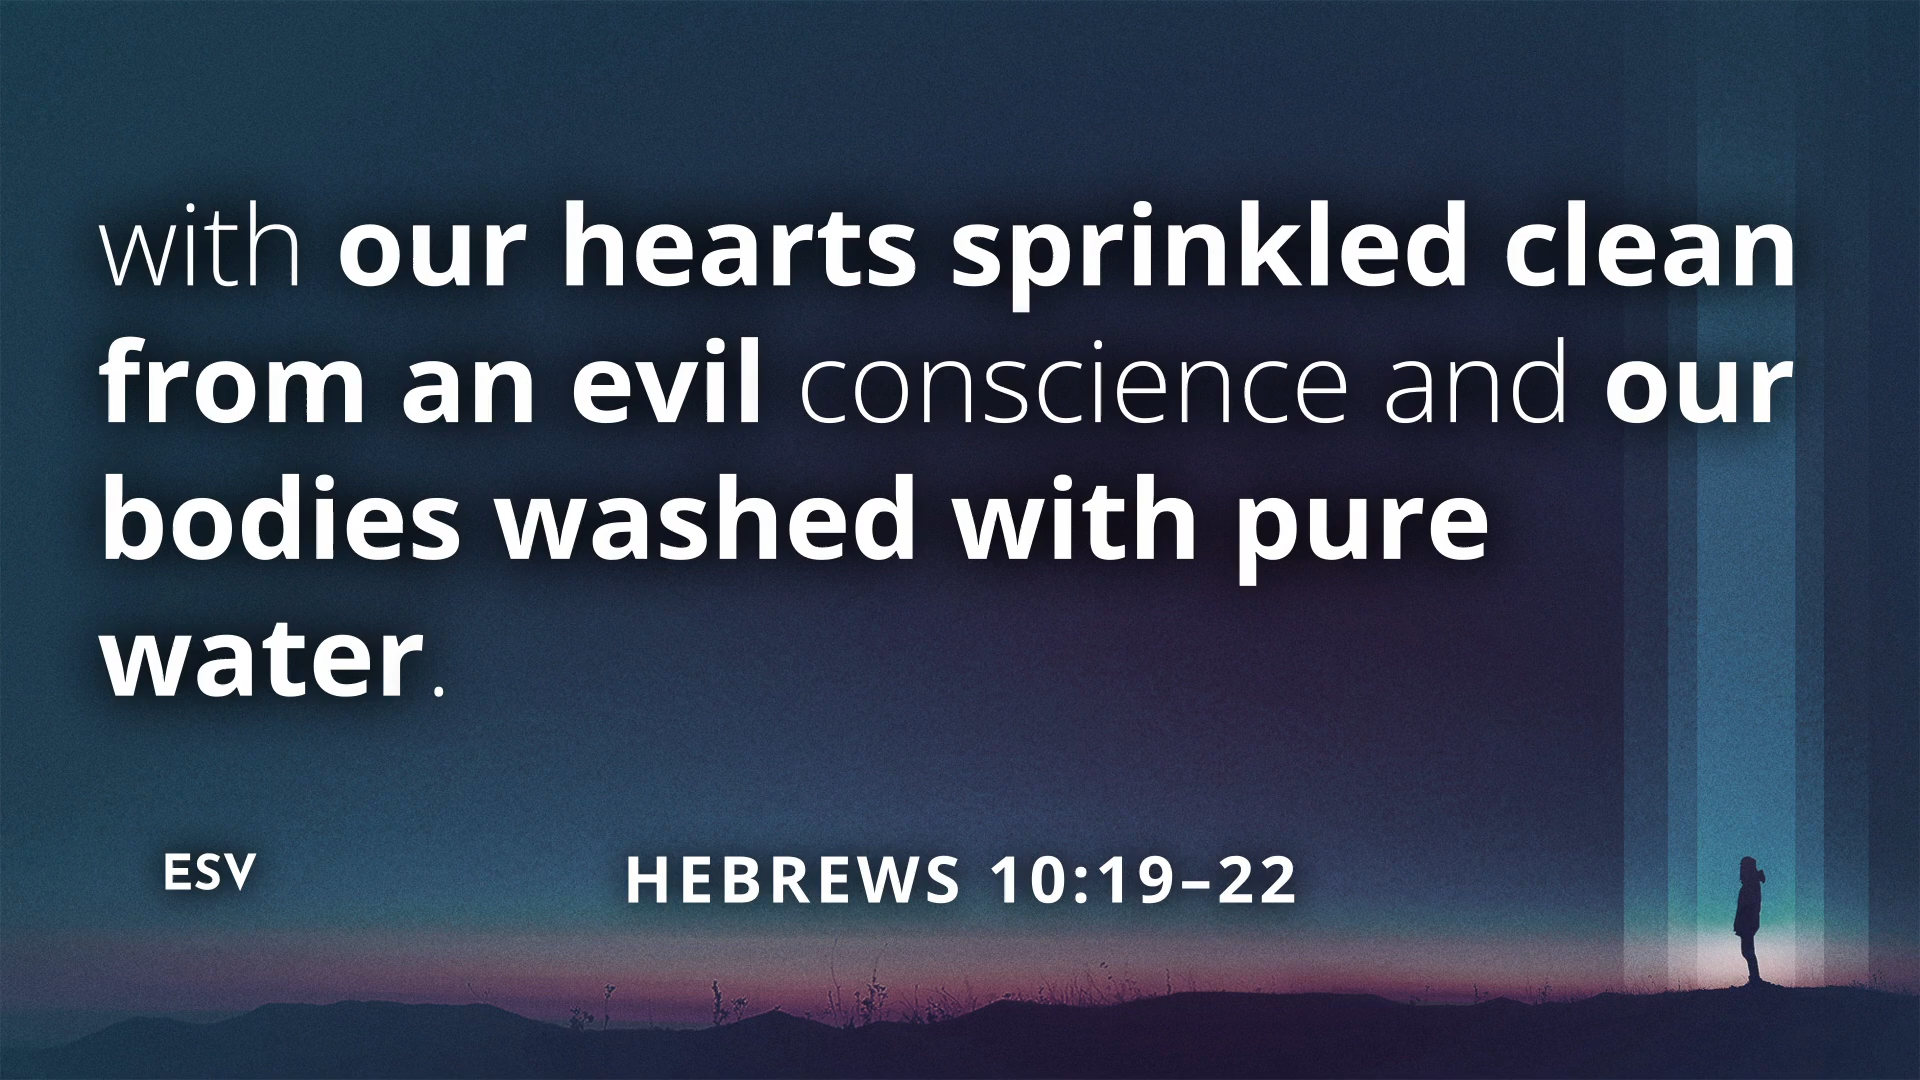 with our hearts sprinkled clean
from an evil conscience and our
bodies washed with pure
water.
ESV
HEBREWS 10:19–22